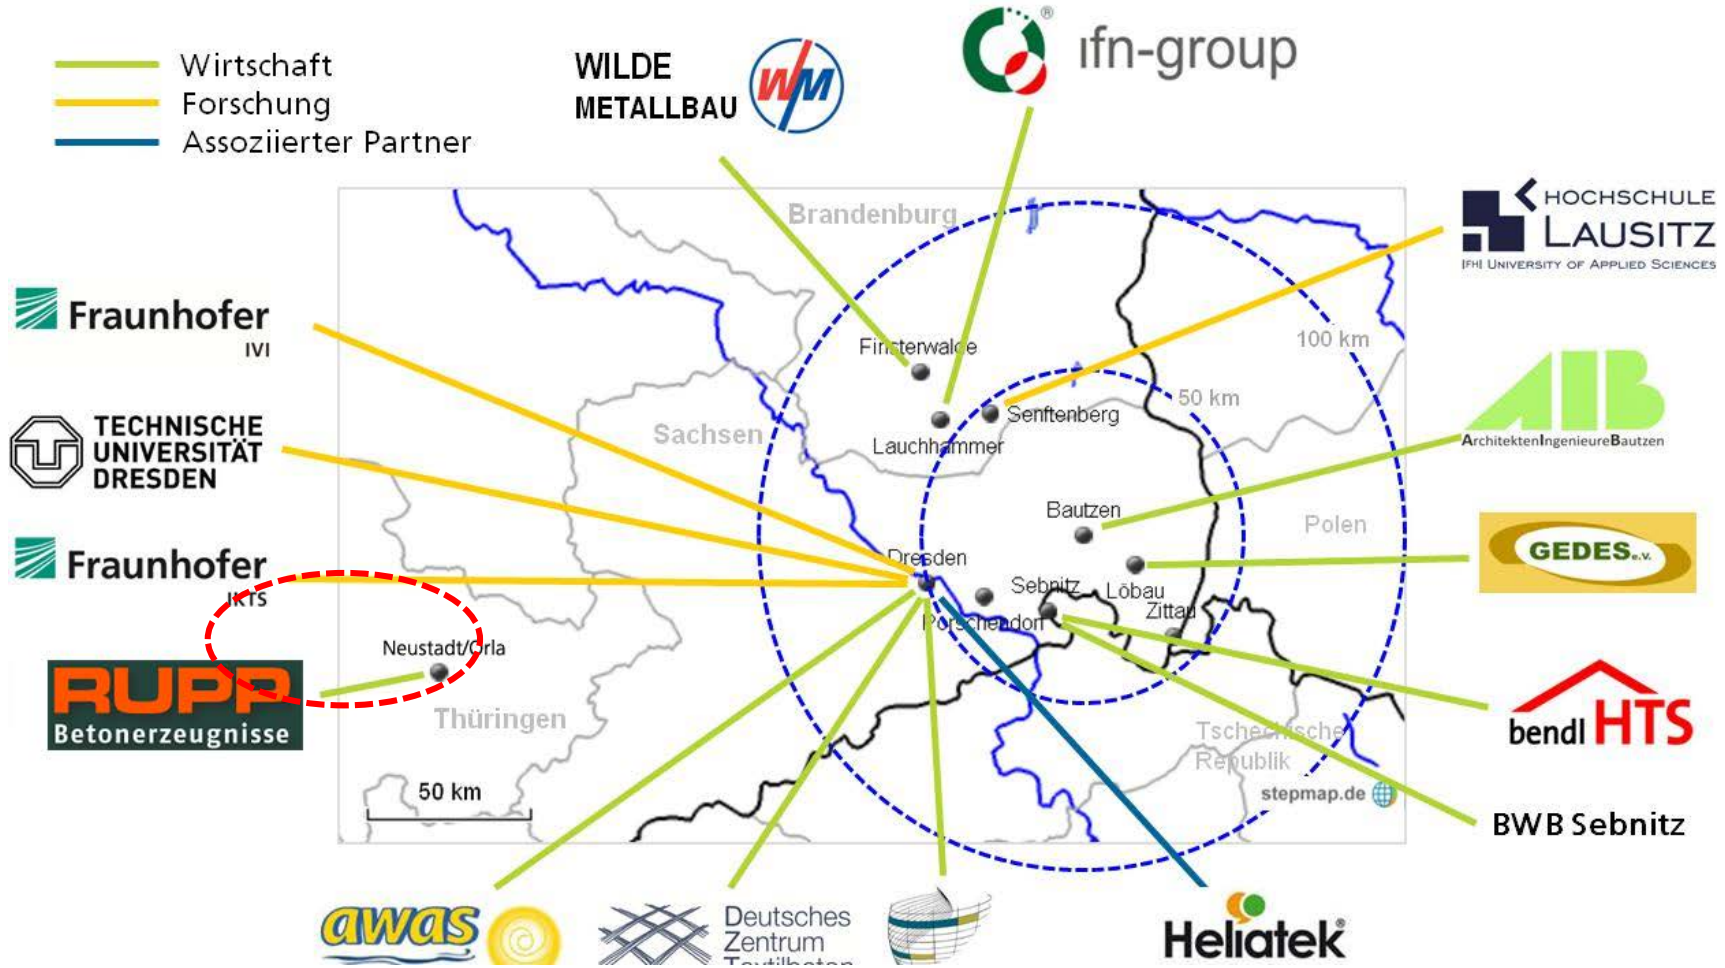 Wirtschaft
Forschung
Assoziierter Partner
WILDE
METALLBAU
WM
®
ifn-group
HOCHSCHULE
LAUSITZ
[FH] UNIVERSITY OF APPLIED SCIENCES
Brandenburg
Fraunhofer
IVI
100 km
Finsterwalde
AIB
ArchitektenIngenieureBautzen
50 km
Senftenberg
Lauchhammer
Sachsen
TECHNISCHE
UNIVERSITÄT
DRESDEN
Bautzen
Polen
GEDES e.V.
Fraunhofer
IKTS
Dresden
Sebnitz
Löbau
Zittau
Porschendorf
Neustadt/Orla
RUPP
Betonerzeugnisse
Thüringen
bendl HTS
Tschechische
Republik
50 km
stepmap.de
BWB Sebnitz
awas
Deutsches
Zentrum
Textilbeton
Heliatek®